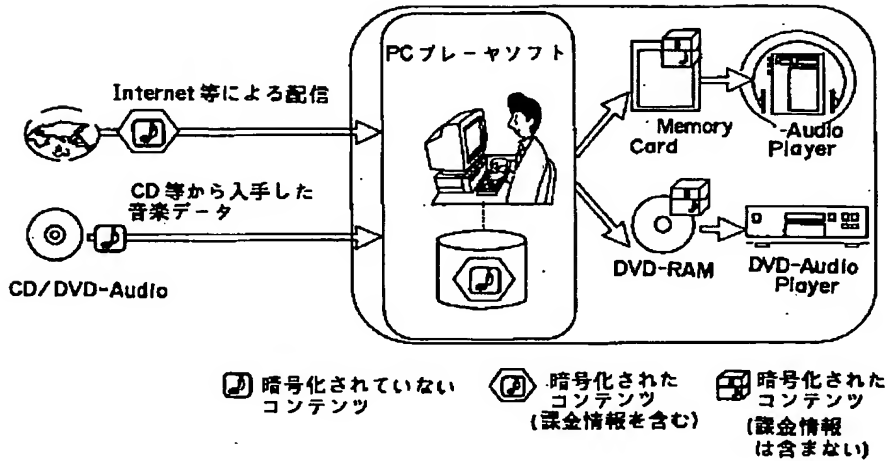 PCプレーヤソフト
Internet等による配信
CD等から入手した
音楽データ
CD/DVD-Audio
Memory
Card
-Audio
Player
DVD-RAM
DVD-Audio
Player
暗号化されていない
コンテンツ
暗号化された
コンテンツ
(課金情報を含む)
暗号化された
コンテンツ
(課金情報
は含まない)